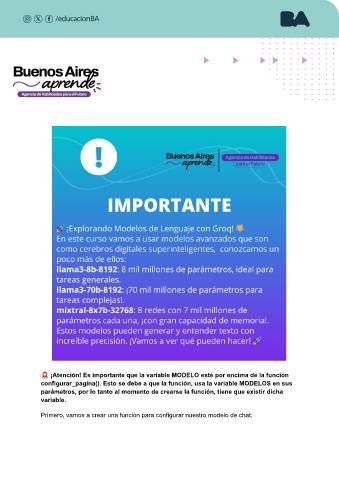 /educacionBA
BA
Buenos Aires
aprende
Agencia de Habilidades para el Futuro
!
Buenos Aires
aprende
Agencia de Habilidades
para el Futuro
IMPORTANTE
🚀 ¡Explorando Modelos de Lenguaje con Groq! 🌟
En este curso vamos a usar modelos avanzados que son
como cerebros digitales superinteligentes, conozcamos un
poco más de ellos:
llama3-8b-8192: 8 mil millones de parámetros, ideal para
tareas generales.
llama3-70b-8192: ¡70 mil millones de parámetros para
tareas complejas!.
mixtral-8x7b-32768: 8 redes con 7 mil millones de
parámetros cada una, ¡con gran capacidad de memoria!.
Estos modelos pueden generar y entender texto con
increíble precisión. ¡Vamos a ver qué pueden hacer! 🚀
🚨 ¡Atención! Es importante que la variable MODELO esté por encima de la función
configurar_pagina(). Esto se debe a que la función, usa la variable MODELOS en sus
parámetros, por lo tanto al momento de crearse la función, tiene que existir dicha
variable.
Primero, vamos a crear una función para configurar nuestro modelo de chat: